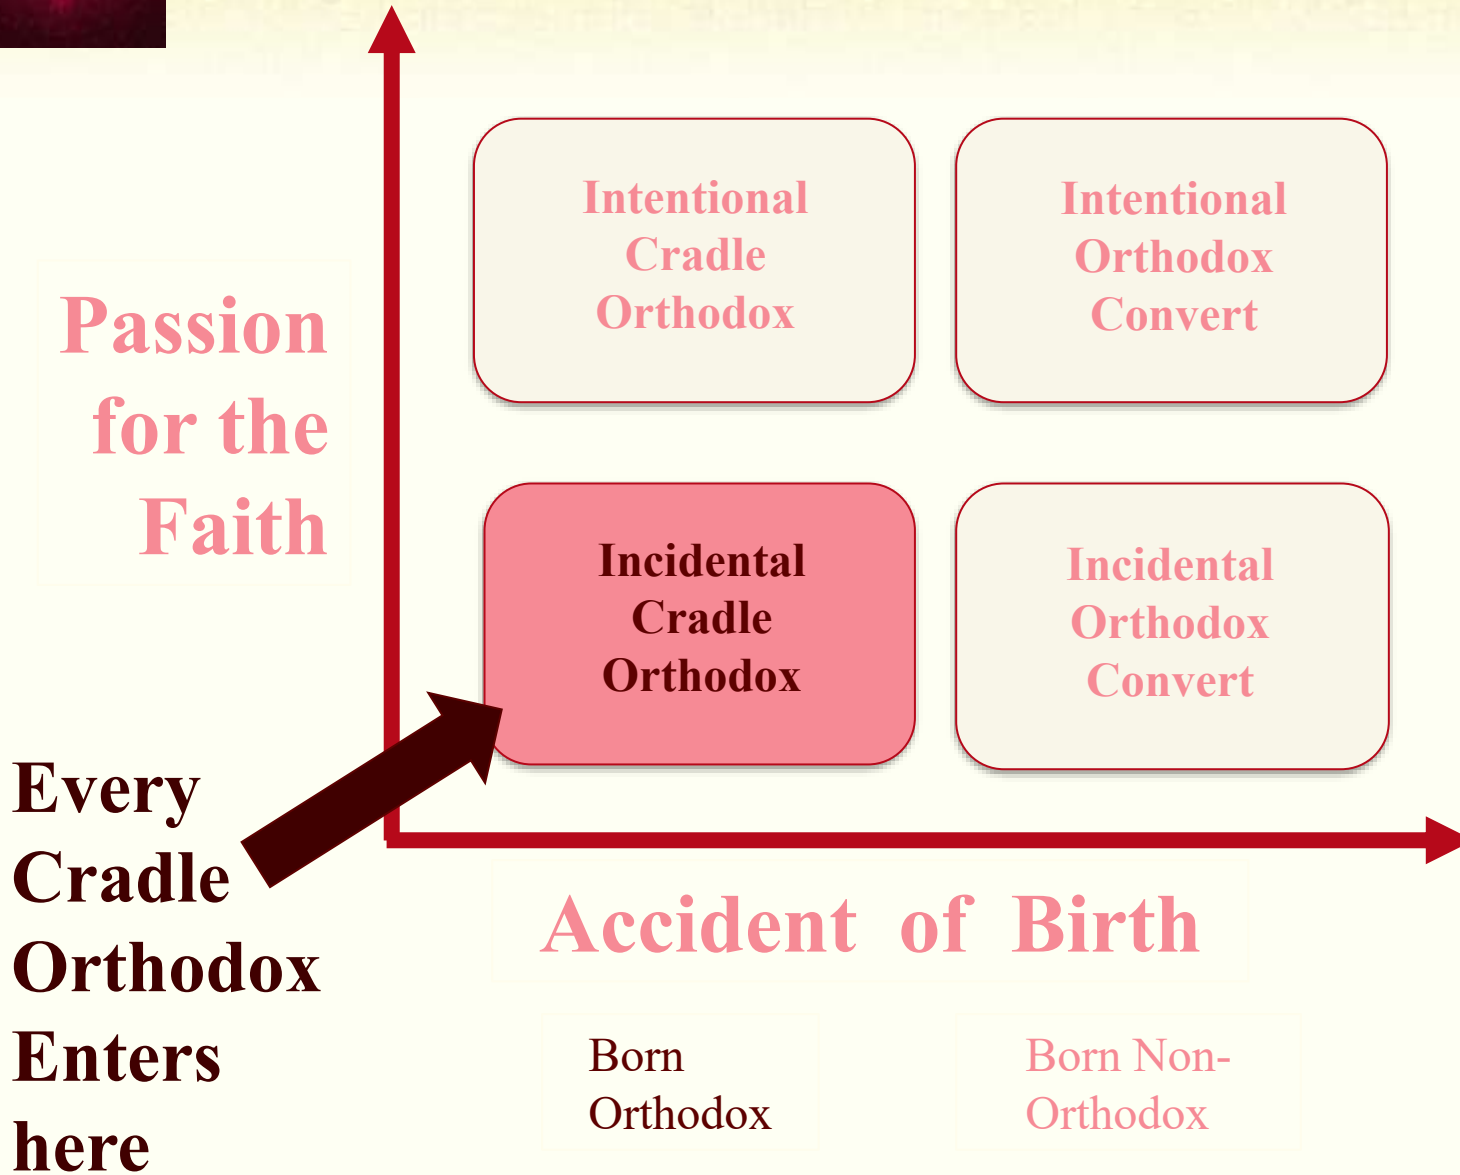 Intentional
Cradle
Orthodox
Intentional
Orthodox
Convert
Passion
for the
Faith
Incidental
Cradle
Orthodox
Incidental
Orthodox
Convert
Every
Cradle
Orthodox
Enters
here
Accident of Birth
Born
Orthodox
Born Non-
Orthodox